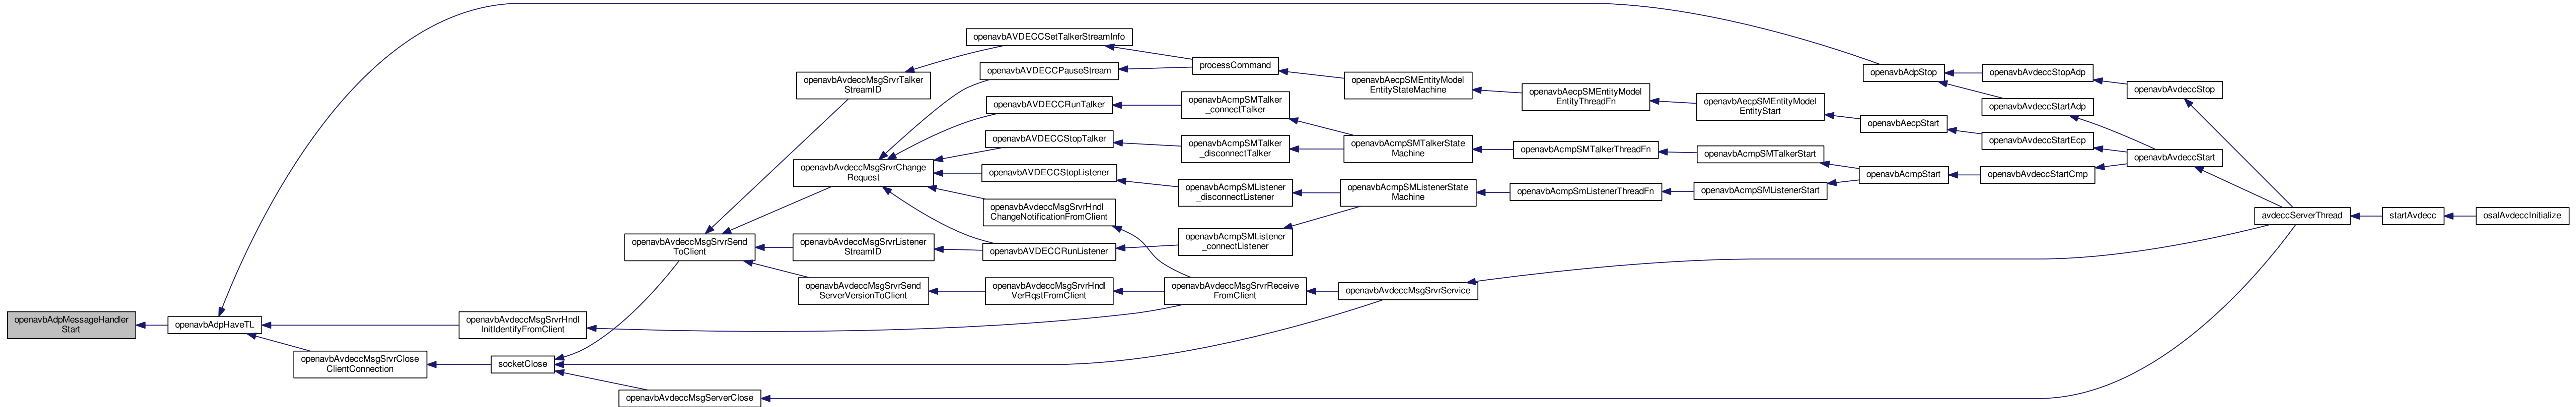 openavbAdpMessageHandler
Start
openavbAdpHaveTL
openavbAvdeccMsgSrvrHndl
InitIdentifyFromClient
openavbAvdeccMsgSrvrClose
ClientConnection
socketClose
openavbAvdeccMsgSrvrSend
ToClient
openavbAvdeccMsgServerClose
openavbAvdeccMsgSrvrTalker
StreamID
openavbAvdeccMsgSrvrChange
Request
openavbAvdeccMsgSrvrListener
StreamID
openavbAvdeccMsgSrvrSend
ServerVersionToClient
openavbAVDECCSetTalkerStreamInfo
openavbAVDECCPauseStream
openavbAVDECCRunTalker
openavbAVDECCStopTalker
openavbAVDECCStopListener
openavbAvdeccMsgSrvrHndl
ChangeNotificationFromClient
openavbAVDECCRunListener
openavbAvdeccMsgSrvrHndl
VerRqstFromClient
processCommand
openavbAcmpSMTalker
_connectTalker
openavbAcmpSMTalker
_disconnectTalker
openavbAcmpSMListener
_disconnectListener
openavbAcmpSMListener
_connectListener
openavbAvdeccMsgSrvrReceive
FromClient
openavbAecpSMEntityModel
EntityStateMachine
openavbAcmpSMTalkerState
Machine
openavbAcmpSMListenerState
Machine
openavbAvdeccMsgSrvrService
openavbAecpSMEntityModel
EntityThreadFn
openavbAcmpSMTalkerThreadFn
openavbAcmpSmListenerThreadFn
openavbAecpSMEntityModel
EntityStart
openavbAcmpSMTalkerStart
openavbAcmpSMListenerStart
openavbAdpStop
openavbAecpStart
openavbAcmpStart
openavbAvdeccStopAdp
openavbAvdeccStartAdp
openavbAvdeccStartEcp
openavbAvdeccStartCmp
openavbAvdeccStop
openavbAvdeccStart
avdeccServerThread
startAvdecc
osalAvdeccInitialize